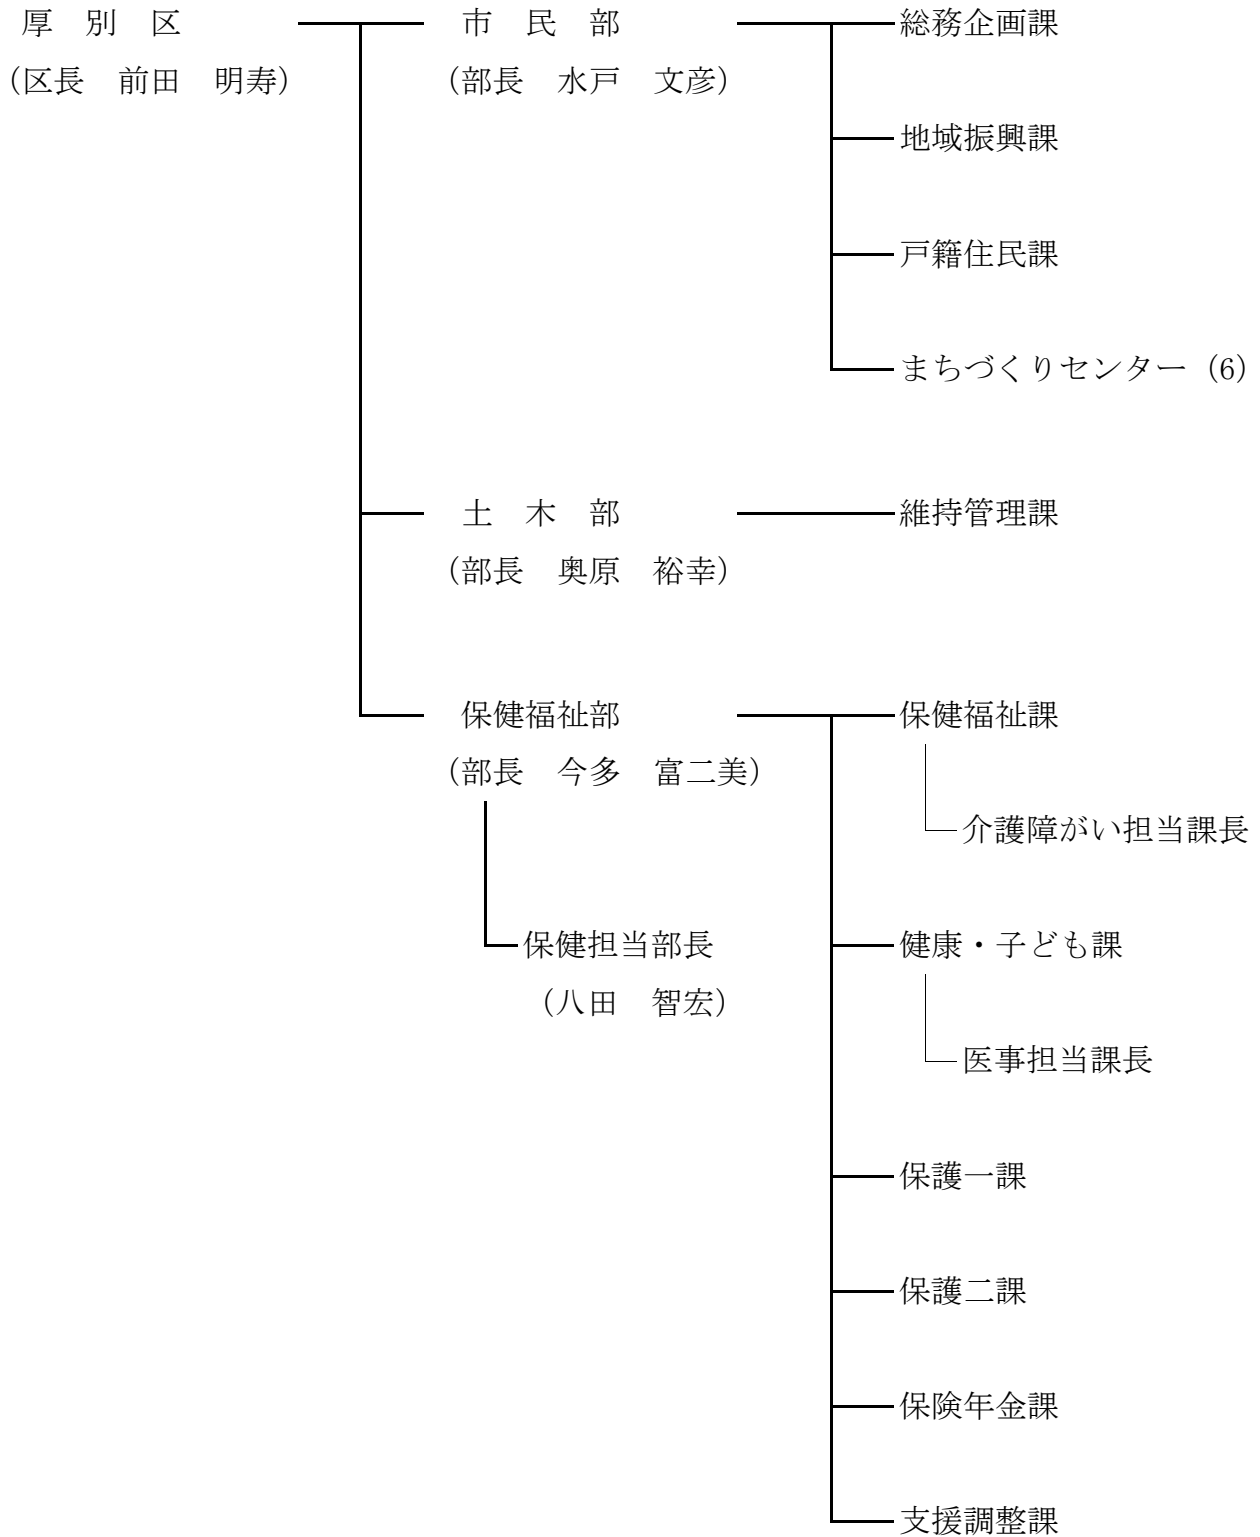 厚　別　区
（区長　前田　明寿）
市　民　部
（部長　水戸　文彦）
総務企画課
地域振興課
戸籍住民課
まちづくりセンター（6）
土　木　部
（部長　奥原　裕幸）
維持管理課
保健福祉部
（部長　今多　富二美）
保健担当部長
（八田　智宏）
保健福祉課
介護障がい担当課長
健康・子ども課
医事担当課長
保護一課
保護二課
保険年金課
支援調整課